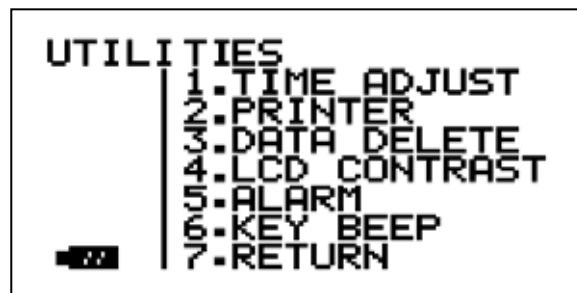 UTILITIES
1.TIME ADJUST
2.PRINTER
3.DATA DELETE
4.LCD CONTRAST
5.ALARM
6.KEY BEEP
7.RETURN